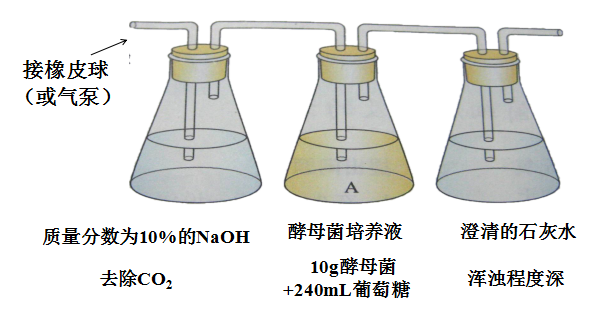 接橡皮球
（或气泵）
A
质量分数为10%的NaOH
去除CO₂
酵母菌培养液
10g酵母菌
+240mL葡萄糖
澄清的石灰水
浑浊程度深